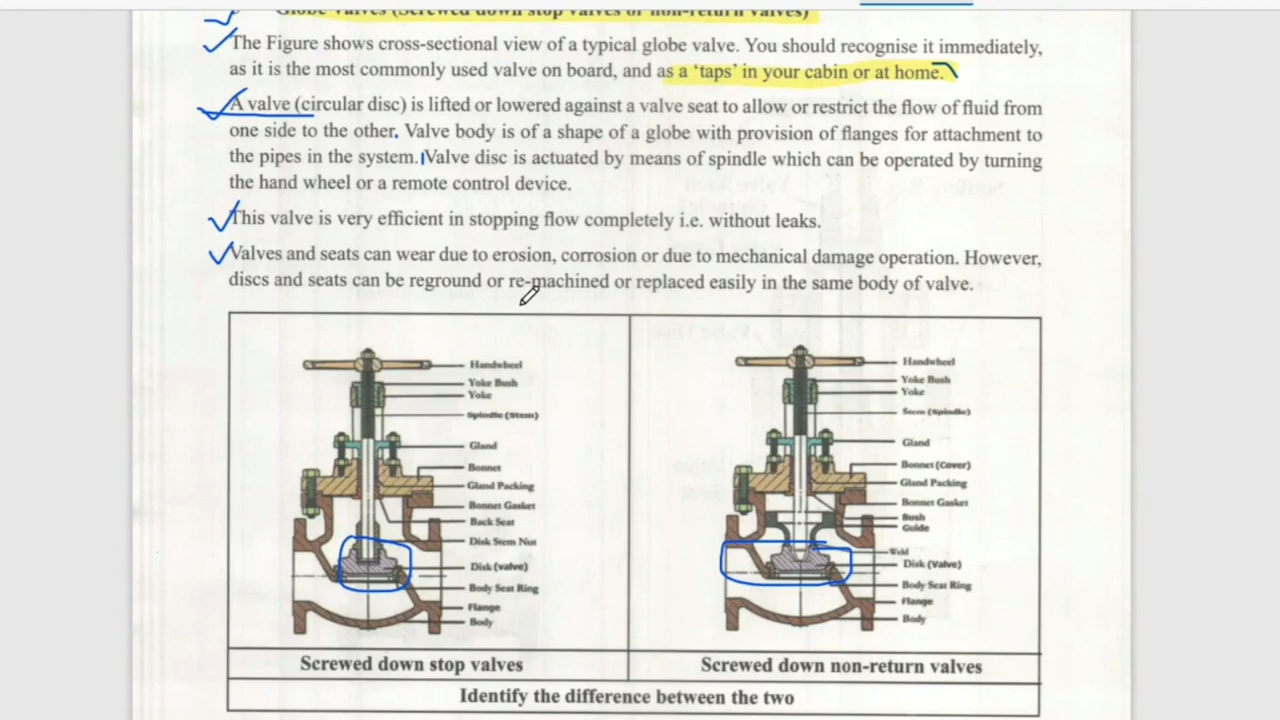 Globe Valves (Screwed down stop valves or non-return valves)
The Figure shows cross-sectional view of a typical globe valve. You should recognise it immediately,
as it is the most commonly used valve on board, and as a ‘taps’ in your cabin or at home.
A valve (circular disc) is lifted or lowered against a valve seat to allow or restrict the flow of fluid from
one side to the other. Valve body is of a shape of a globe with provision of flanges for attachment to
the pipes in the system. Valve disc is actuated by means of spindle which can be operated by turning
the hand wheel or a remote control device.
This valve is very efficient in stopping flow completely i.e. without leaks.
Valves and seats can wear due to erosion, corrosion or due to mechanical damage operation. However,
discs and seats can be reground or re-machined or replaced easily in the same body of valve.
Handwheel
Yoke Bush
Yoke
Spindle (Stem)
Gland
Bonnet
Gland Packing
Bonnet Gasket
Back Seat
Disk Stem Nut
Disk (valve)
Body Seat Ring
Flange
Body
Handwheel
Yoke Bush
Yoke
Stem (Spindle)
Gland
Bonnet (Cover)
Gland Packing
Bonnet Gasket
Bush
Guide
Weld
Disk (Valve)
Body Seat Ring
Flange
Body
Screwed down stop valves
Screwed down non-return valves
Identify the difference between the two